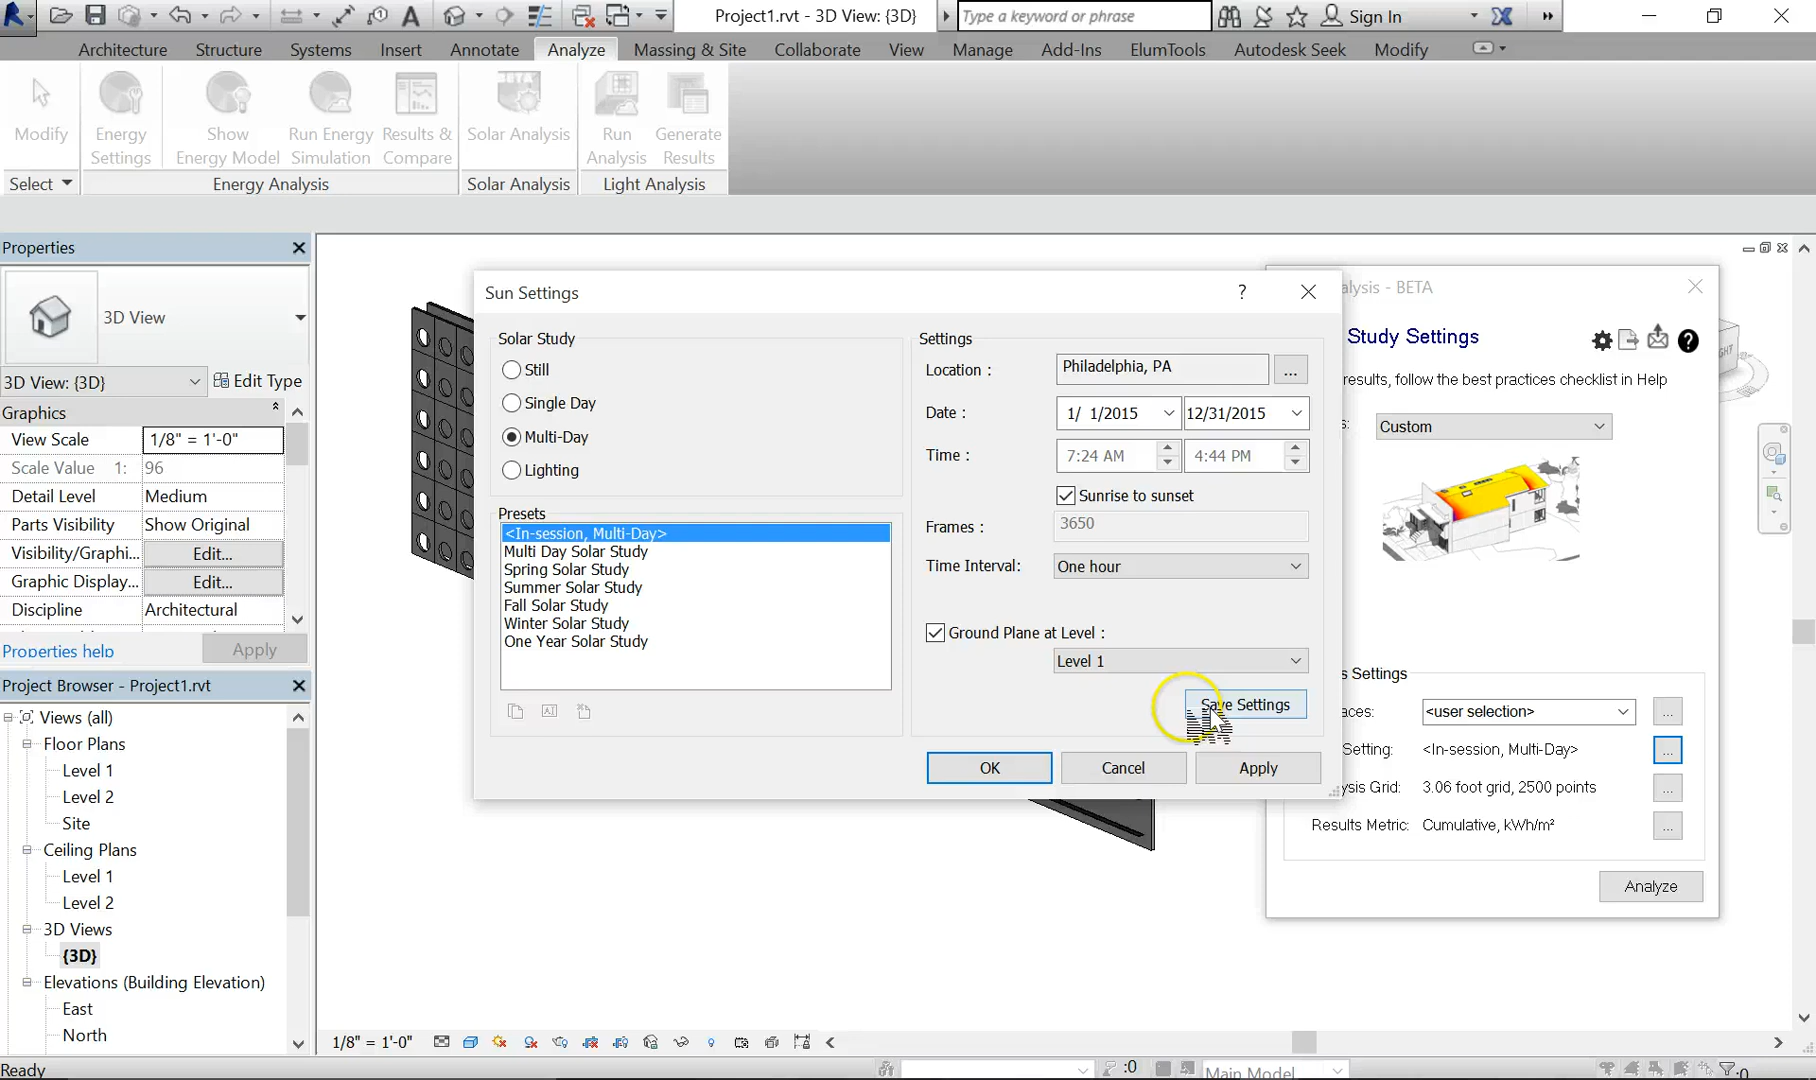 Project1.rvt - 3D View: {3D}
Type a keyword or phrase
Sign In
Architecture Structure Systems Insert Annotate Analyze Massing & Site Collaborate View Manage Add-Ins ElumTools Autodesk Seek Modify
Modify
Energy Settings
Show Energy Model
Run Energy Simulation
Results & Compare
Solar Analysis
Run Analysis
Generate Results
Select
Energy Analysis
Solar Analysis
Light Analysis
Properties
3D View
3D View: {3D}
Edit Type
Graphics
View Scale 1/8" = 1'-0"
Scale Value 1: 96
Detail Level Medium
Parts Visibility Show Original
Visibility/Graphi... Edit...
Graphic Display... Edit...
Discipline Architectural
Properties help
Apply
Project Browser - Project1.rvt
Views (all)
Floor Plans
Level 1
Level 2
Site
Ceiling Plans
Level 1
Level 2
3D Views
{3D}
Elevations (Building Elevation)
East
North
Sun Settings
?
Solar Study
Still
Single Day
Multi-Day
Lighting
Presets
<In-session, Multi-Day>
Multi Day Solar Study
Spring Solar Study
Summer Solar Study
Fall Solar Study
Winter Solar Study
One Year Solar Study
Settings
Location : Philadelphia, PA ...
Date : 1/ 1/2015 12/31/2015
Time : 7:24 AM 4:44 PM
Sunrise to sunset
Frames : 3650
Time Interval: One hour
Ground Plane at Level :
Level 1
Save Settings
OK Cancel Apply
alysis - BETA
Study Settings
results, follow the best practices checklist in Help
s: Custom
s Settings
aces: <user selection> ...
Setting: <In-session, Multi-Day> ...
ysis Grid: 3.06 foot grid, 2500 points ...
Results Metric: Cumulative, kWh/m² ...
Analyze
1/8" = 1'-0"
Ready
:0
Main Model
:0